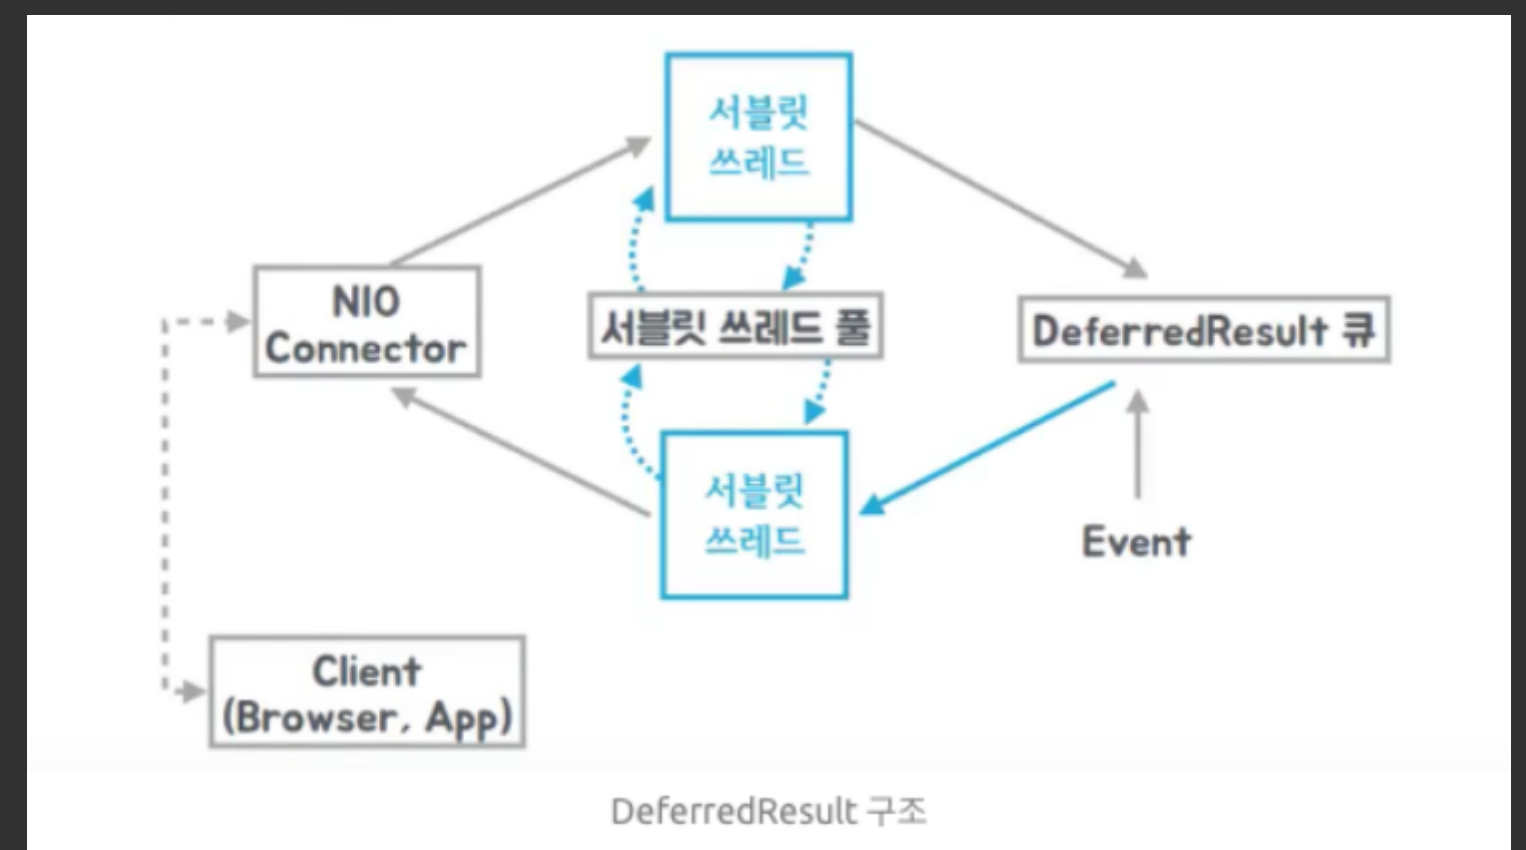 서블릿
쓰레드
NIO
Connector
서블릿 쓰레드 풀
DeferredResult 큐
서블릿
쓰레드
Event
Client
(Browser, App)
DeferredResult 구조